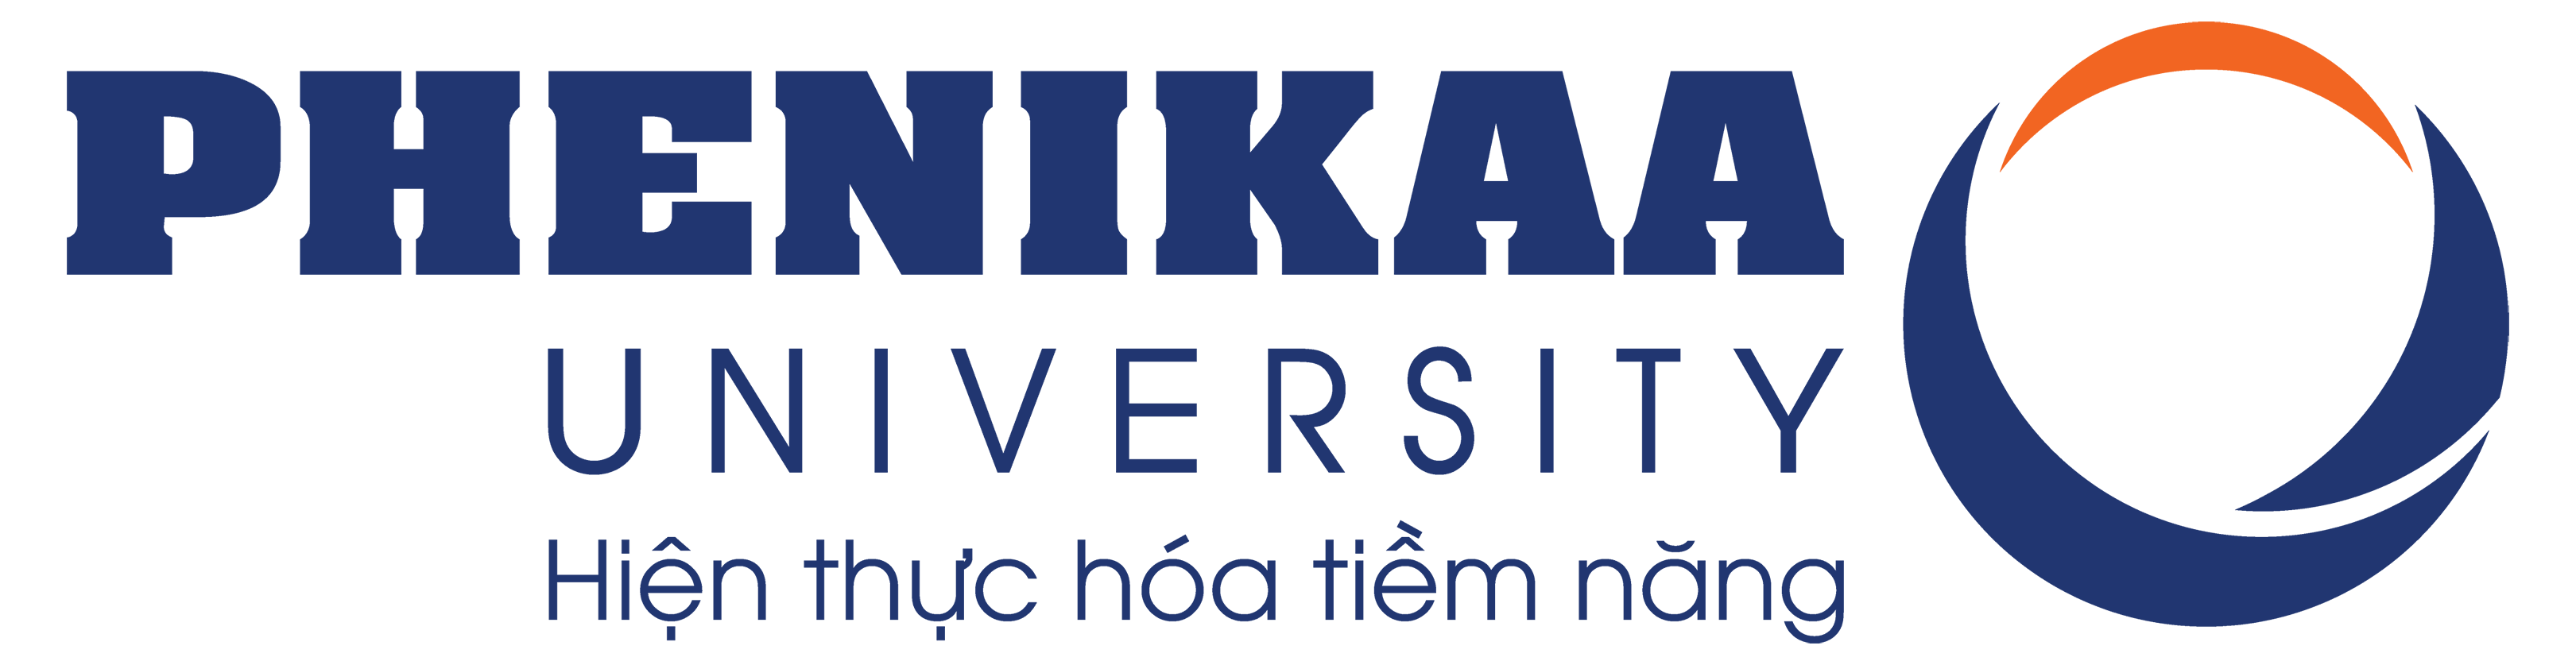 PHENIKAA
UNIVERSITY
Hiện thực hóa tiềm năng